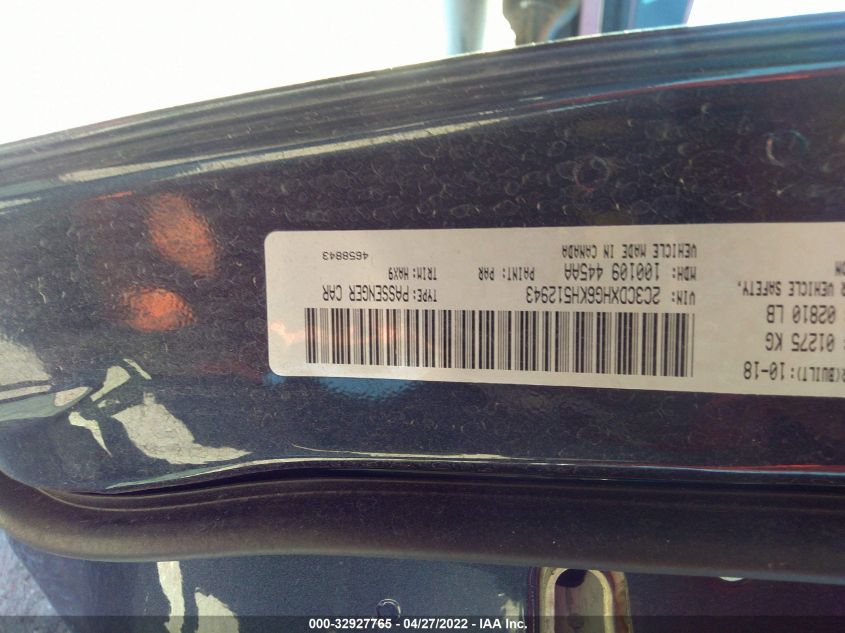 (BUILT): 10-18
01275 KG
02810 LB
VEHICLE SAFETY,
VIN: 2C3CDXHG6KH512943 TYPE: PASSENGER CAR
MDH: 100109 445AA PAINT: PAR TRIM: HAX9
VEHICLE MADE IN CANADA 4658843
000-32927765 - 04/27/2022 - IAA Inc.